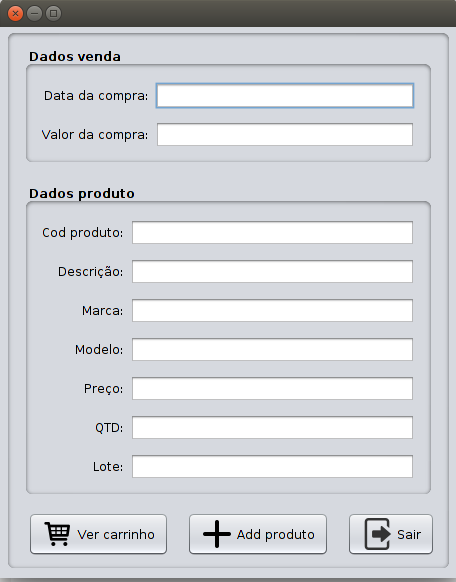 Dados venda
Data da compra:
Valor da compra:
Dados produto
Cod produto:
Descrição:
Marca:
Modelo:
Preço:
QTD:
Lote:
Ver carrinho
Add produto
Sair